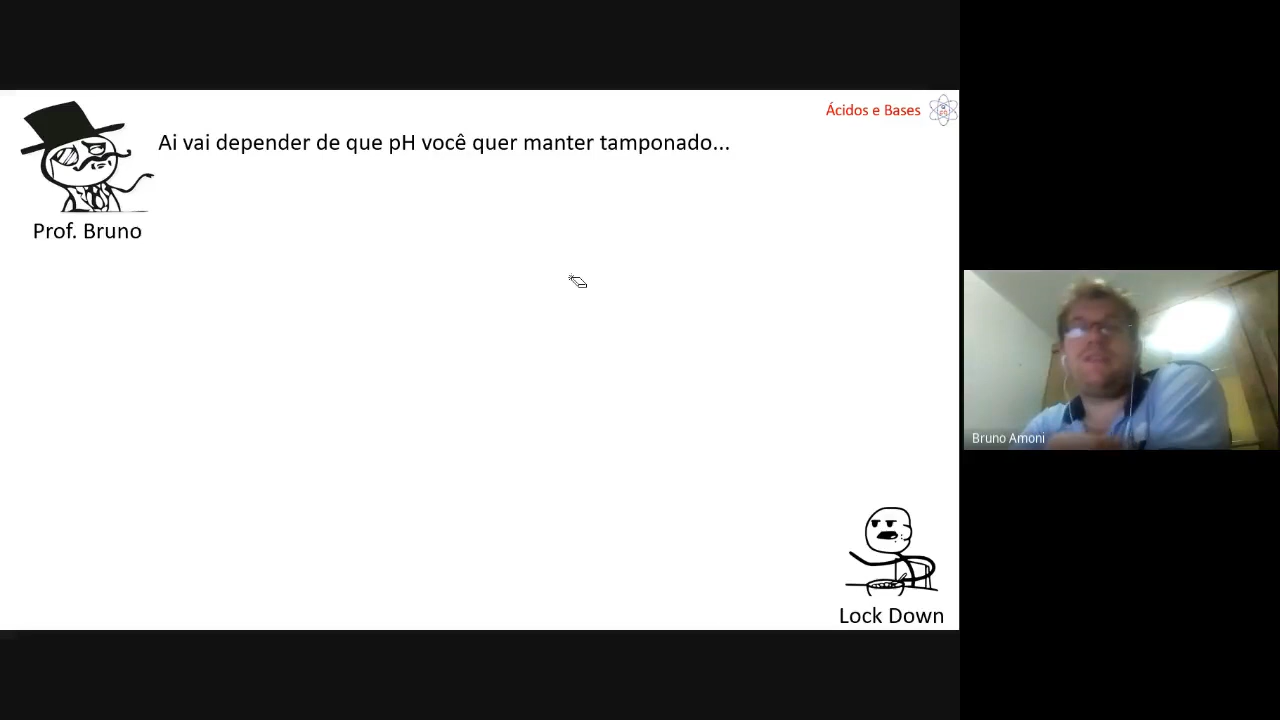 Ácidos e Bases
Ai vai depender de que pH você quer manter tamponado...
Prof. Bruno
Bruno Amoni
Lock Down